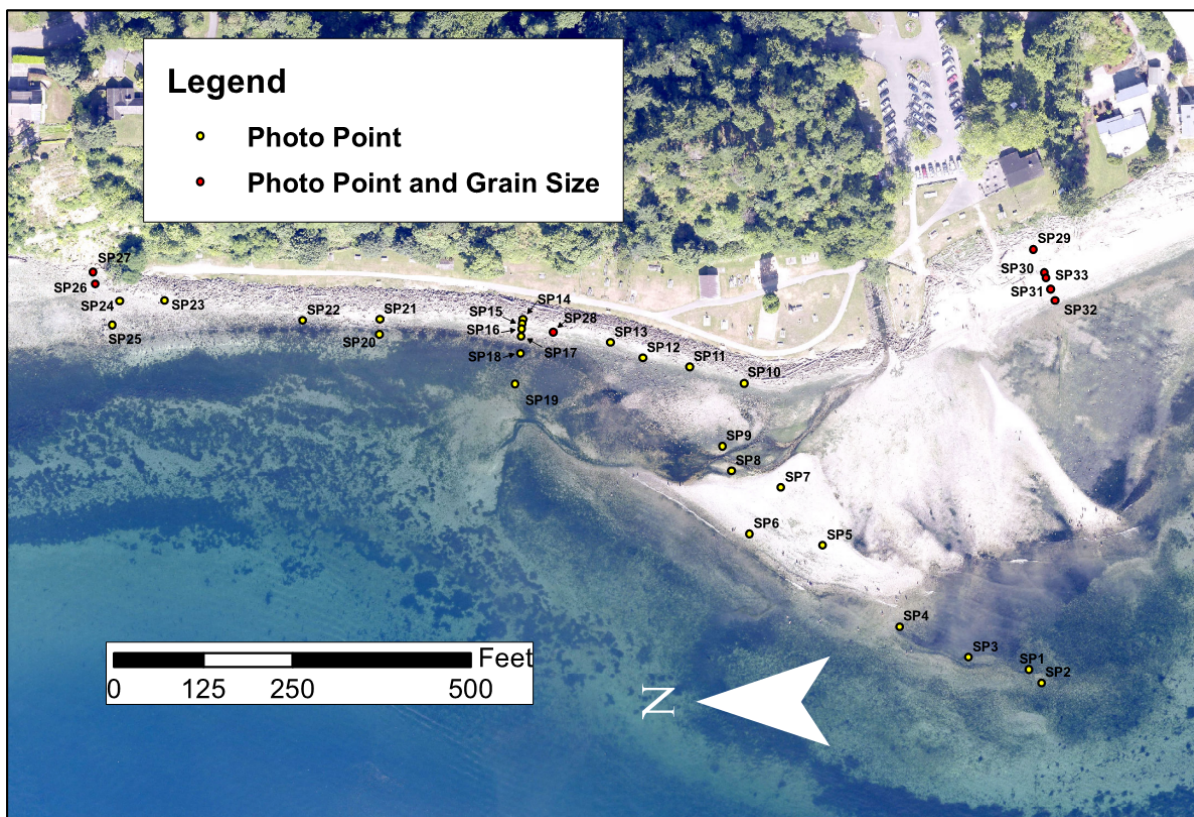 Legend
Photo Point
Photo Point and Grain Size
SP29
SP27
SP30
SP33
SP26
SP31
SP24
SP23
SP14
SP32
SP22
SP21
SP15
SP28
SP16
SP13
SP25
SP20
SP17
SP12
SP18
SP11
SP10
SP19
SP9
SP8
SP7
SP6
SP5
SP4
SP3
SP1
SP2
Feet
0 125 250 500
N